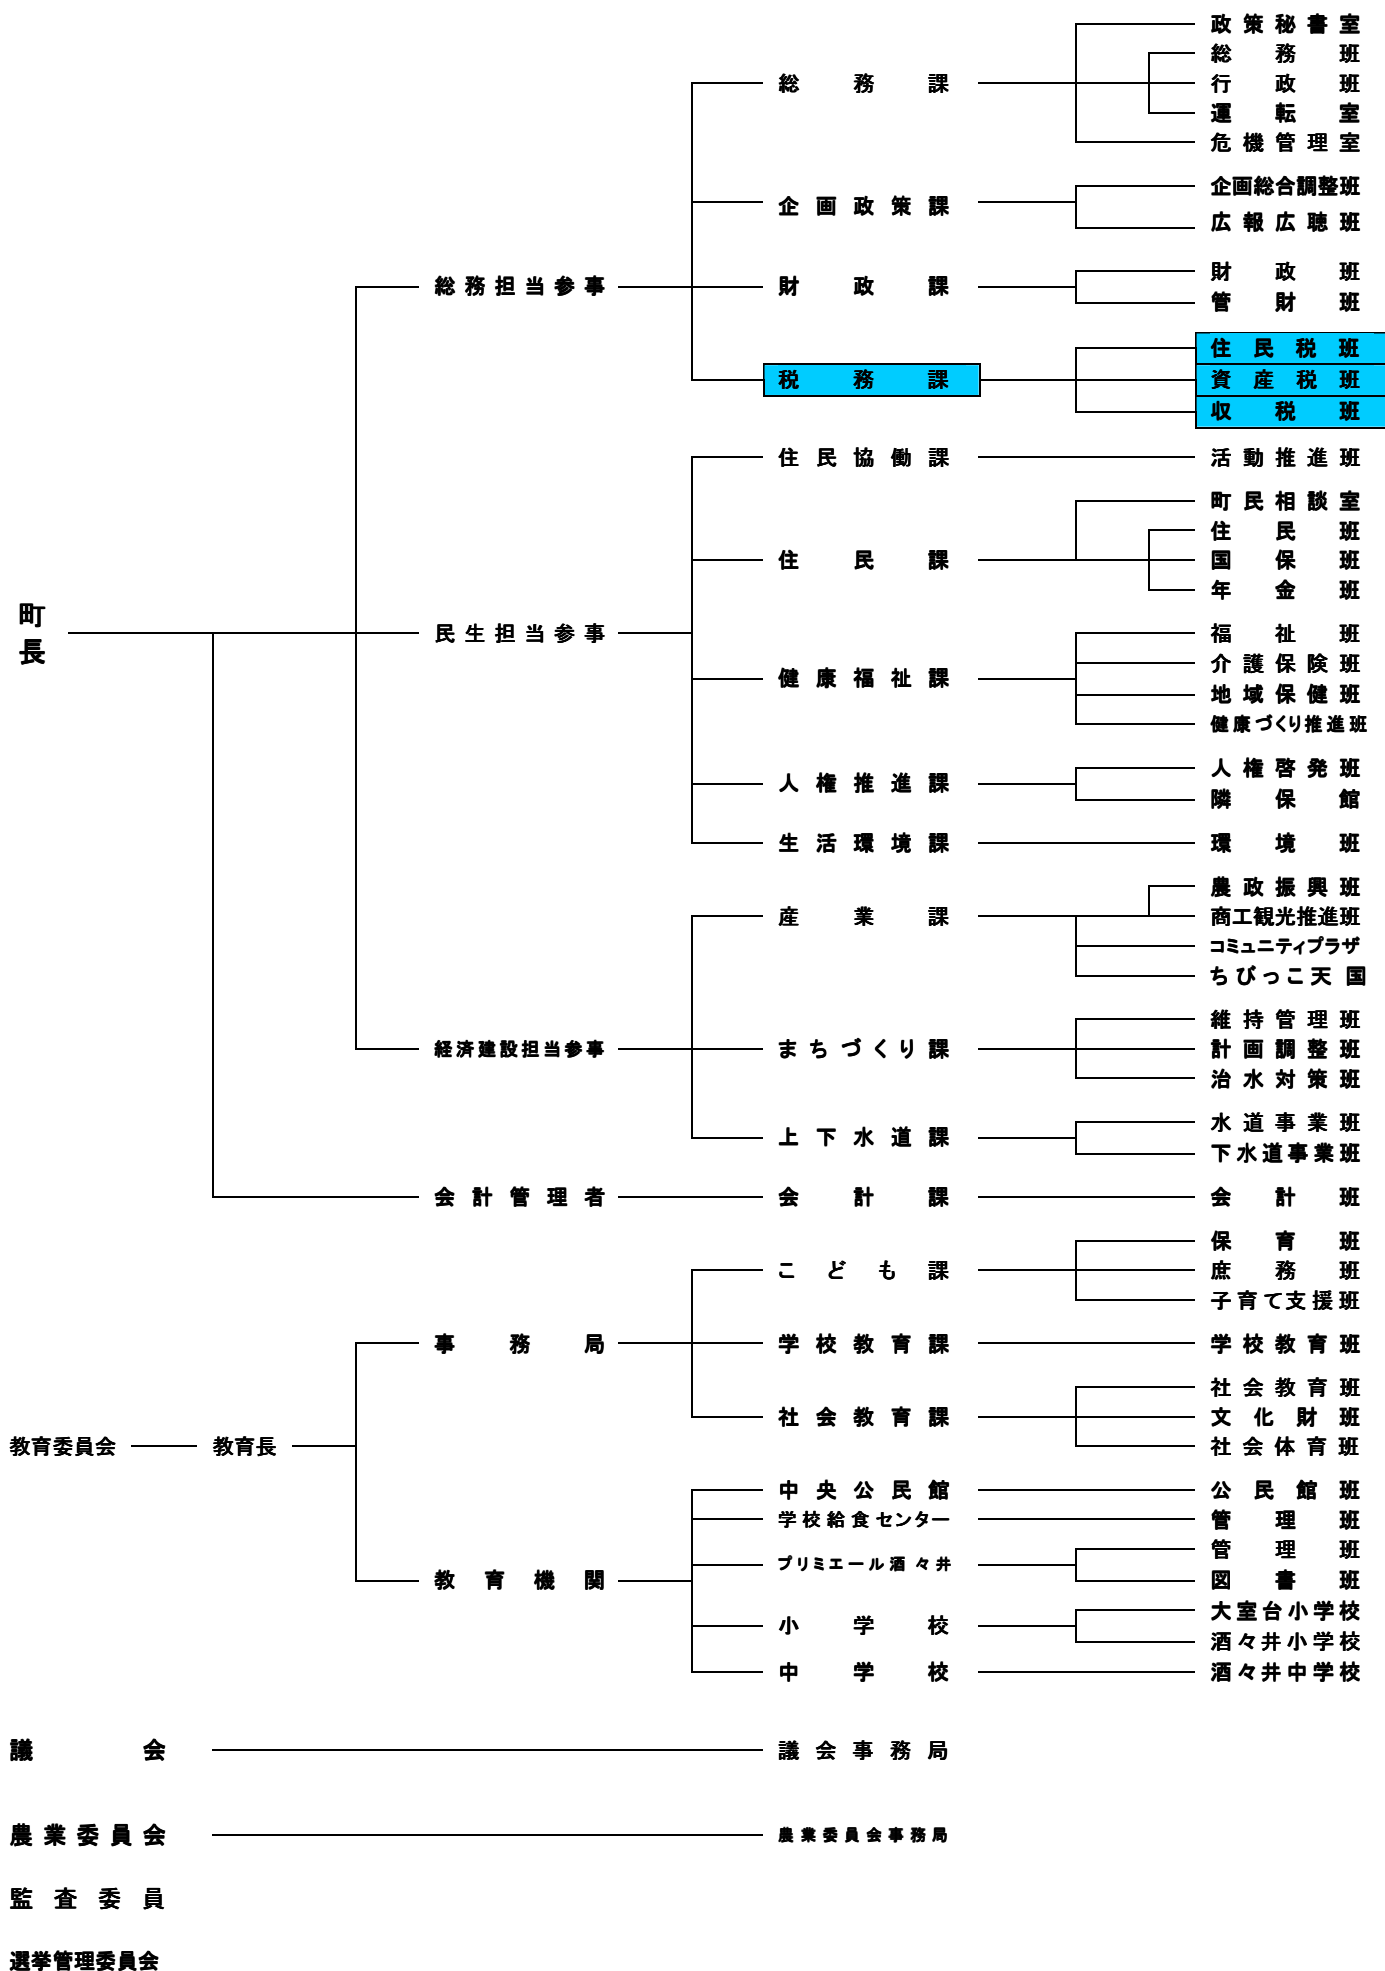 政策秘書室
総務班
総務課
行政班
運転室
危機管理室
企画総合調整班
企画政策課
広報広聴班
財政班
総務担当参事
財政課
管財班
住民税班
税務課
資産税班
収税班
住民協働課
活動推進班
町民相談室
住民班
住民課
国保班
年金班
町長
民生担当参事
福祉班
介護保険班
健康福祉課
地域保健班
健康づくり推進班
人権啓発班
人権推進課
隣保館
生活環境課
環境班
農政振興班
産業課
商工観光推進班
コミュニティプラザ
ちびっこ天国
維持管理班
経済建設担当参事
まちづくり課
計画調整班
治水対策班
水道事業班
上下水道課
下水道事業班
会計管理者
会計課
会計班
保育班
こども課
庶務班
子育て支援班
事務局
学校教育課
学校教育班
社会教育班
社会教育課
文化財班
教育委員会
教育長
社会体育班
中央公民館
公民館班
学校給食センター
管理班
管理班
プリミエール酒々井
教育機関
図書班
大室台小学校
小学校
酒々井小学校
中学校
酒々井中学校
議会
議会事務局
農業委員会
農業委員会事務局
監査委員
選挙管理委員会